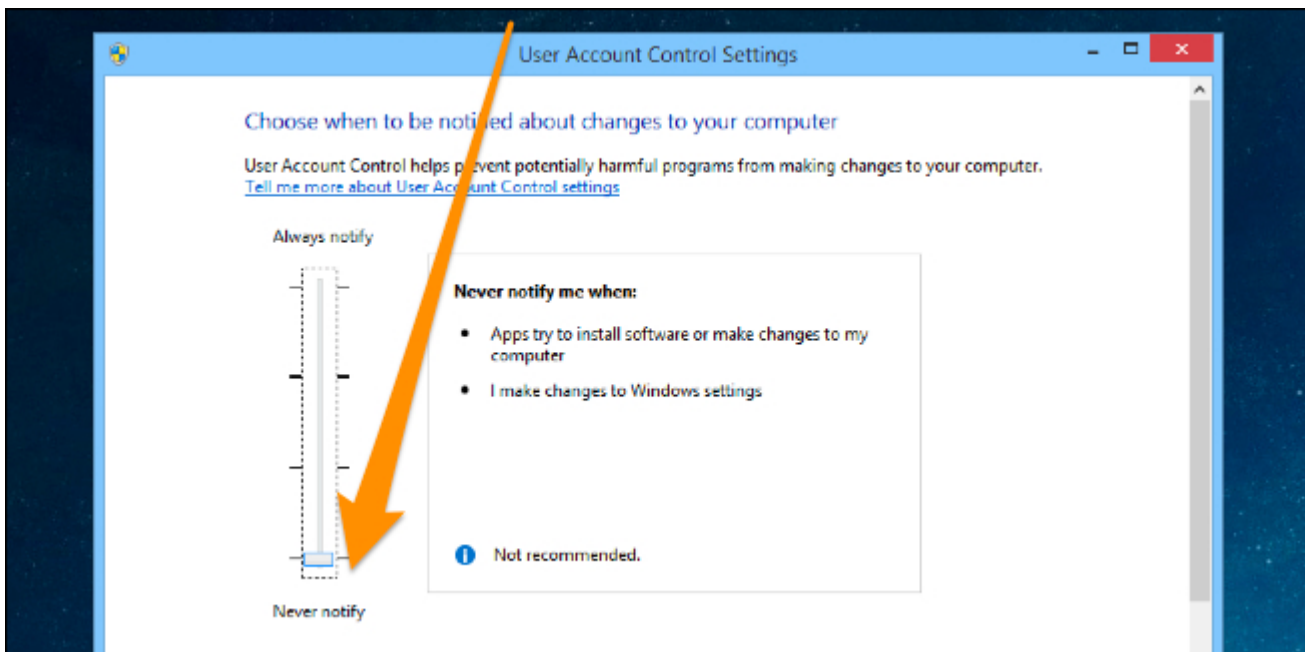 User Account Control Settings
Choose when to be notified about changes to your computer
User Account Control helps prevent potentially harmful programs from making changes to your computer.
Tell me more about User Account Control settings
Always notify
Never notify me when:
• Apps try to install software or make changes to my
computer
• I make changes to Windows settings
Not recommended.
Never notify